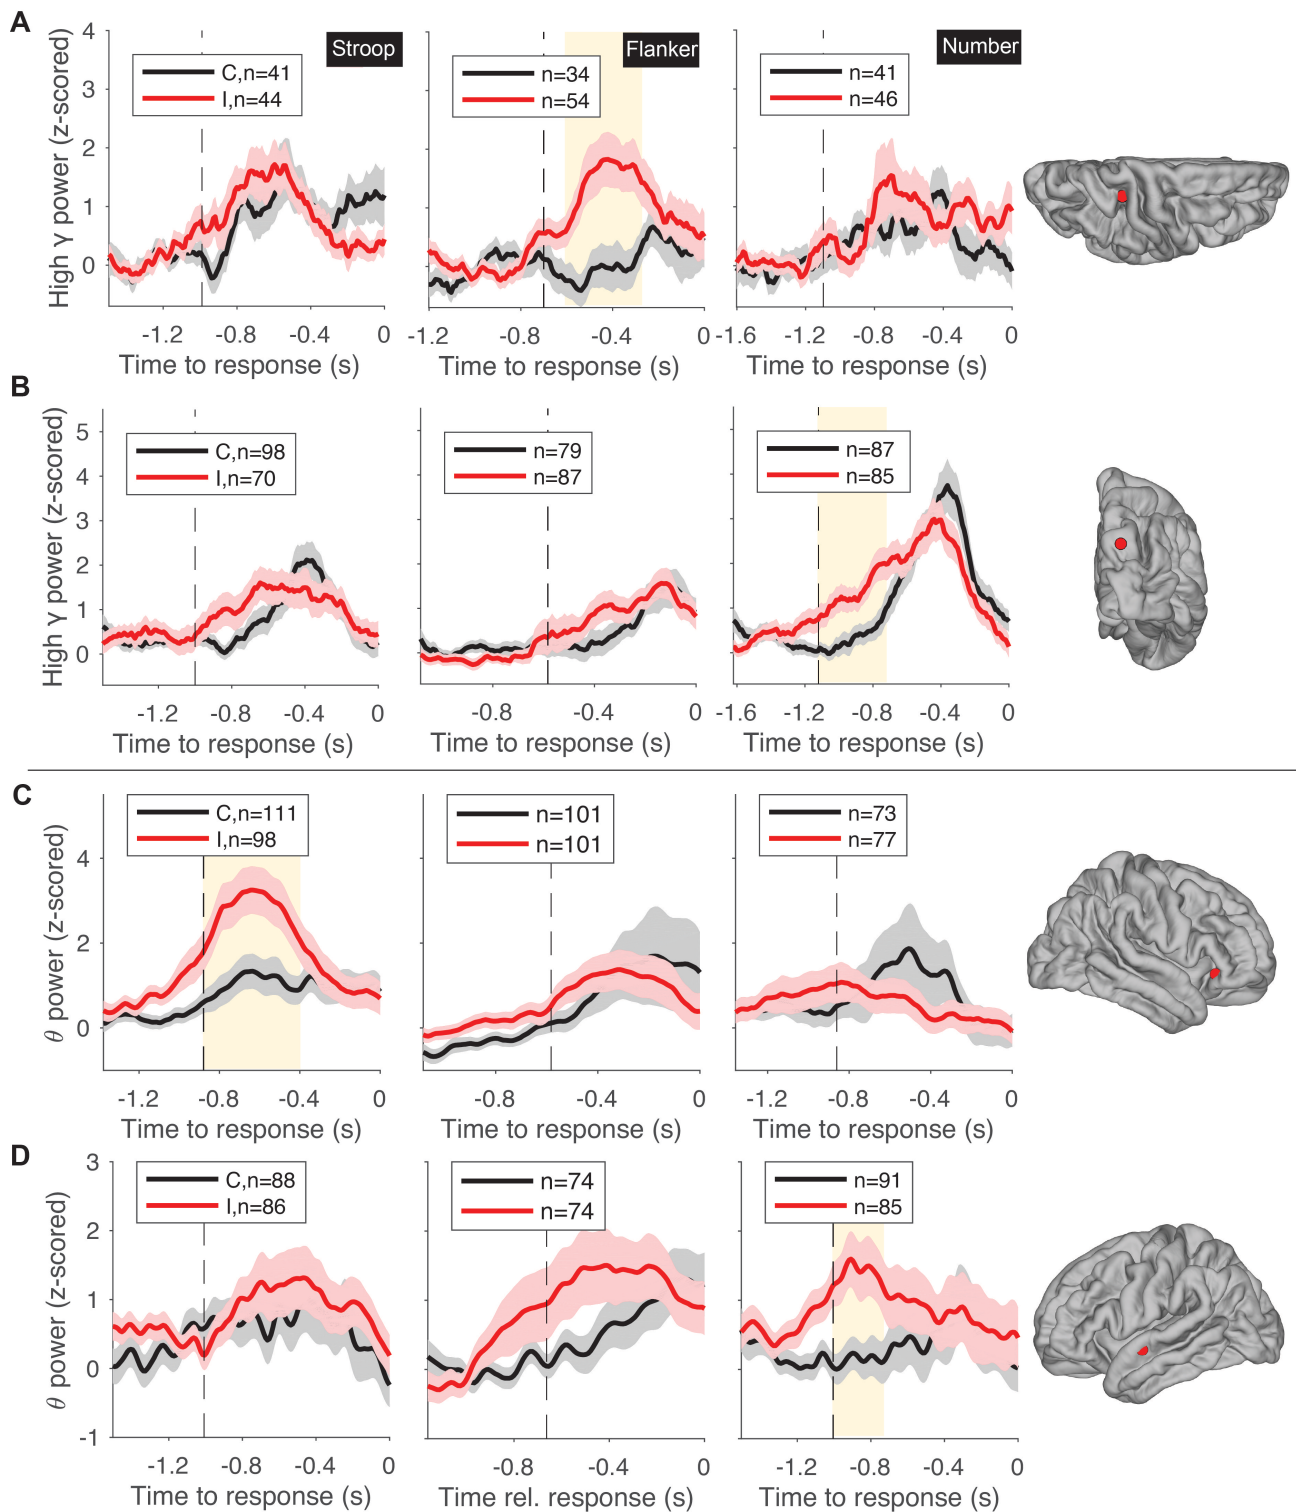 A
Stroop
Flanker
Number
C,n=41
I,n=44
n=34
n=54
n=41
n=46
High γ power (z-scored)
4
3
2
1
0
-1.2 -0.8 -0.4 0
-1.2 -0.8 -0.4 0
-1.6 -1.2 -0.8 -0.4 0
Time to response (s)
Time to response (s)
Time to response (s)
B
C,n=98
I,n=70
n=79
n=87
n=87
n=85
High γ power (z-scored)
5
4
3
2
1
0
-1.2 -0.8 -0.4 0
-0.8 -0.4 0
-1.6 -1.2 -0.8 -0.4 0
Time to response (s)
Time to response (s)
Time to response (s)
C
C,n=111
I,n=98
n=101
n=101
n=73
n=77
θ power (z-scored)
4
2
0
-1.2 -0.8 -0.4 0
-0.8 -0.4 0
-1.2 -0.8 -0.4 0
Time to response (s)
Time to response (s)
Time to response (s)
D
C,n=88
I,n=86
n=74
n=74
n=91
n=85
θ power (z-scored)
3
2
1
0
-1
-1.2 -0.8 -0.4 0
-0.8 -0.4 0
-1.2 -0.8 -0.4 0
Time to response (s)
Time rel. response (s)
Time to response (s)